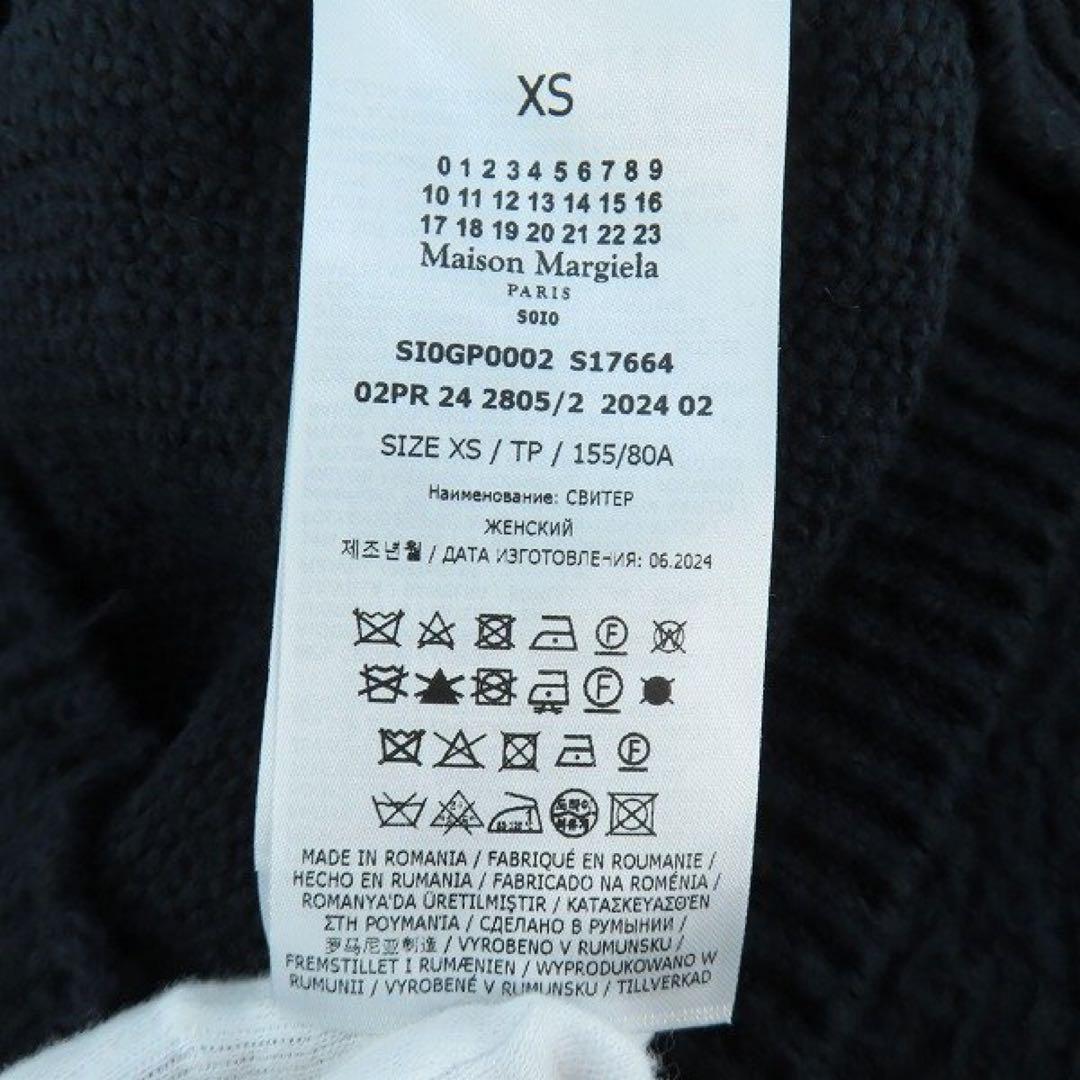 XS
0 1 2 3 4 5 6 7 8 9
10 11 12 13 14 15 16
17 18 19 20 21 22 23
Maison Margiela
PARIS
S0I0
SI0GP0002 S17664
02PR 24 2805/2 2024 02
SIZE XS / TP / 155/80A
Наименование: СВИТЕР
ЖЕНСКИЙ
제조년월 / ДАТА ИЗГОТОВЛЕНИЯ: 06.2024
F W
F
F
MADE IN ROMANIA / FABRIQUÉ EN ROUMANIE /
HECHO EN RUMANIA / FABRICADO NA ROMÉNIA /
ROMANYA'DA ÜRETILMIŞTIR / ΚΑΤΑΣΚΕΥΑΣΘΈΝ
ΣΤΗ ΡΟΥΜΑΝΊΑ / СДЕЛАНО В РУМЫНИИ /
罗马尼亚制造 / VYROBENO V RUMUNSKU /
FREMSTILLET I RUMÆNIEN / WYPRODUKOWANO W
RUMUNII / VYROBENÉ V RUMUNSKU / TILLVERKAD